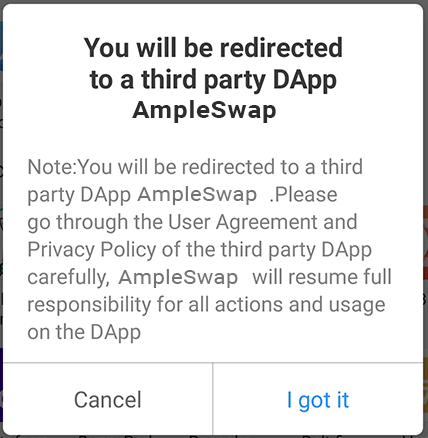 You will be redirected
to a third party DApp
AmpleSwap
Note:You will be redirected to a third
party DApp AmpleSwap .Please
go through the User Agreement and
Privacy Policy of the third party DApp
carefully, AmpleSwap will resume full
responsibility for all actions and usage
on the DApp
Cancel
I got it